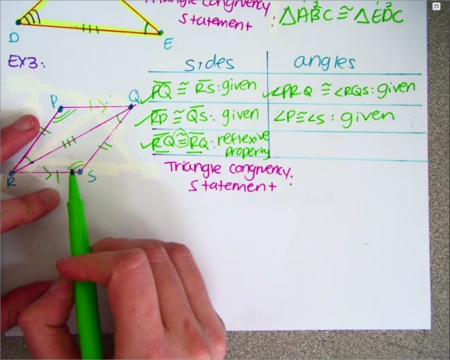 Triangle congruency
Statement:
△ABC ≅ △EDC
D
E
EX3:
sides
angles
PQ ≅ RS: given
∠PRQ ≅ ∠RQS: given
RP ≅ QS: given
∠P ≅ ∠S: given
RQ ≅ RQ: reflexive
property
P
Q
R
S
Triangle congruency
Statement: